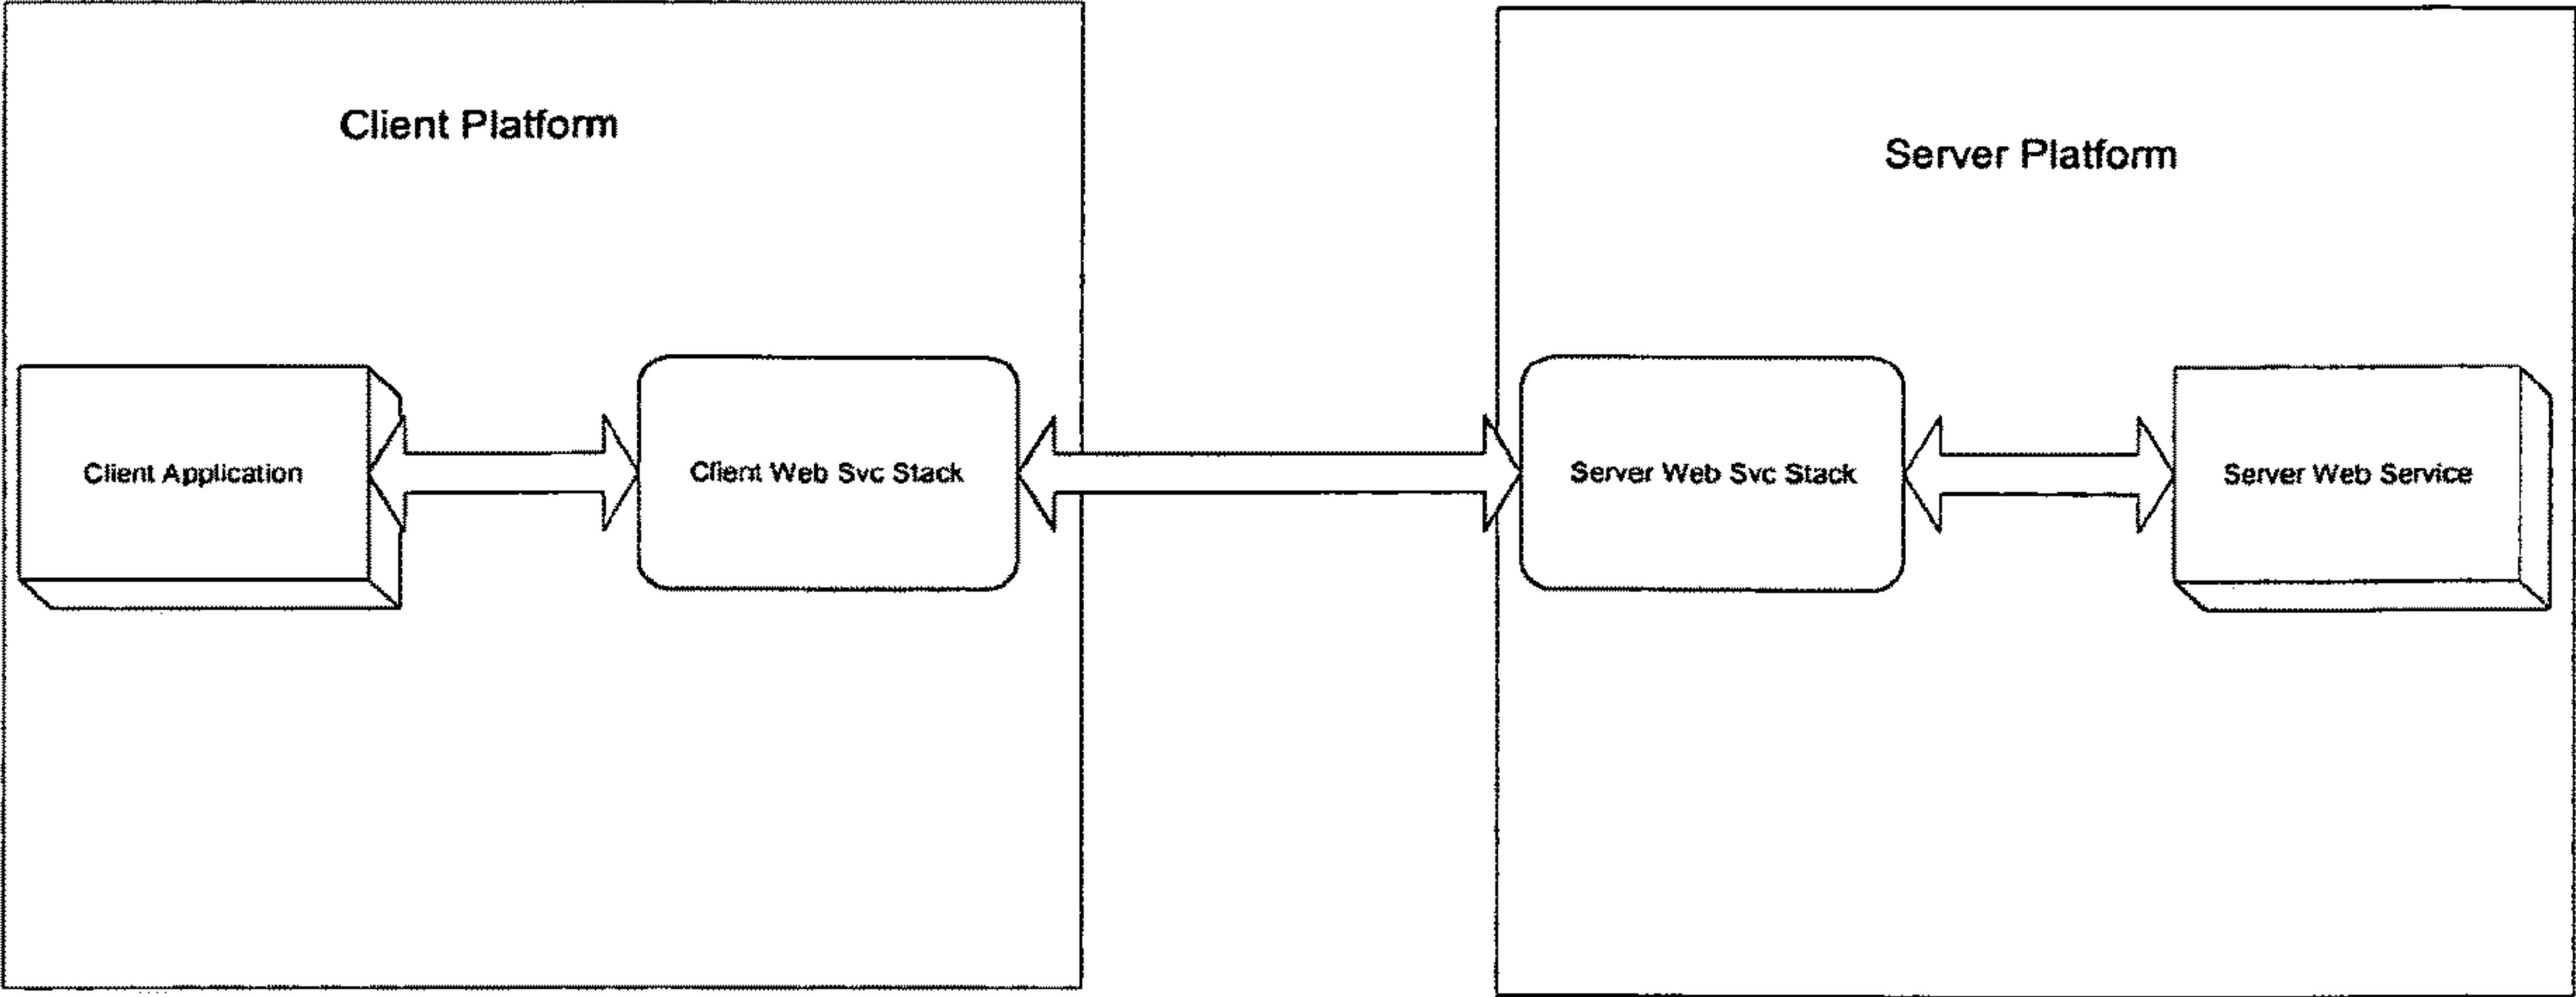 Client Platform
Server Platform
Client Application
Client Web Svc Stack
Server Web Svc Stack
Server Web Service